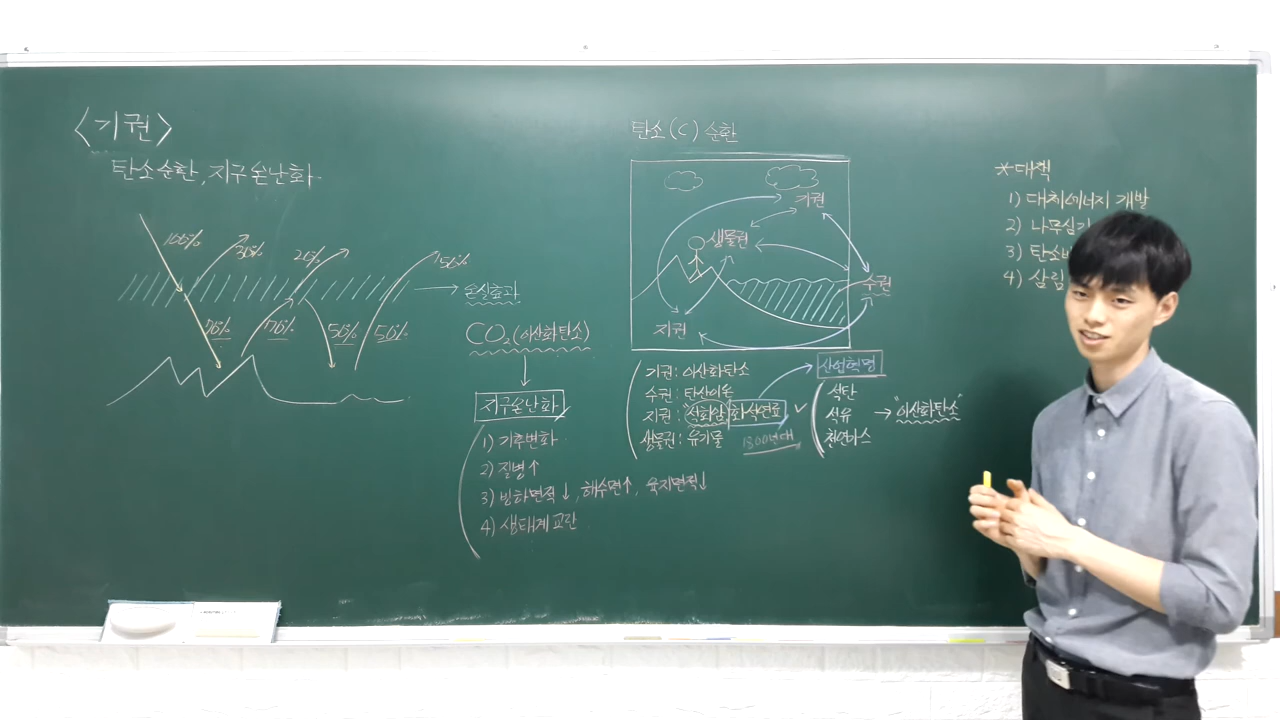 <기권>
탄소순환, 지구온난화.
100%
30%
20%
50%
70%
70%
50%
50%
온실효과
CO₂(이산화탄소)
지구온난화
1) 기후변화
2) 질병↑
3) 빙하면적↓, 해수면↑, 육지면적↓
4) 생태계 교란
탄소(C) 순환
기권
생물권
수권
지권
기권: 이산화탄소
수권: 탄산이온
지권: 석회암 화석연료
생물권: 유기물
1800년대
산업혁명
석탄
석유 → "이산화탄소"
천연가스
*대책
1) 대체에너지 개발
2) 나무심기
3) 탄소
4) 삼림